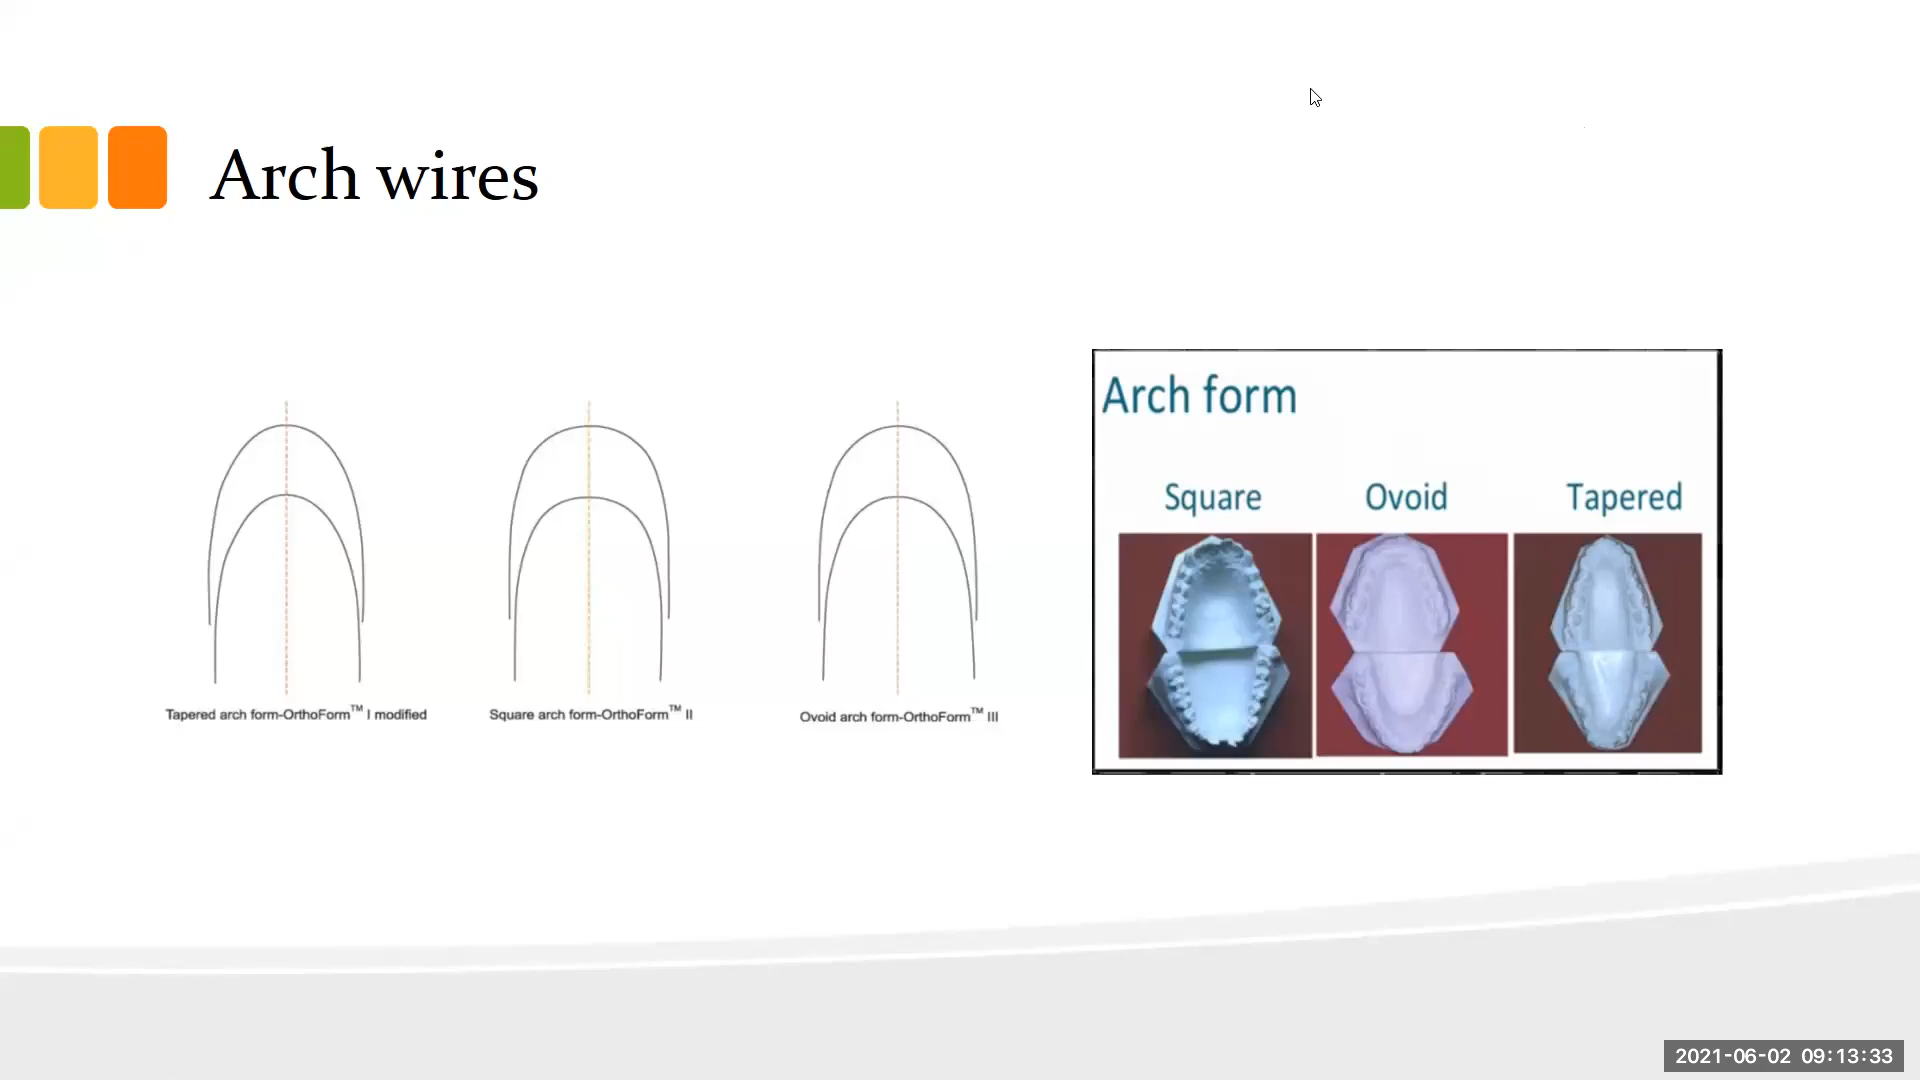 Arch wires
Tapered arch form-OrthoForm™ I modified
Square arch form-OrthoForm™ II
Ovoid arch form-OrthoForm™ III
Arch form
Square Ovoid Tapered
2021-06-02 09:13:33